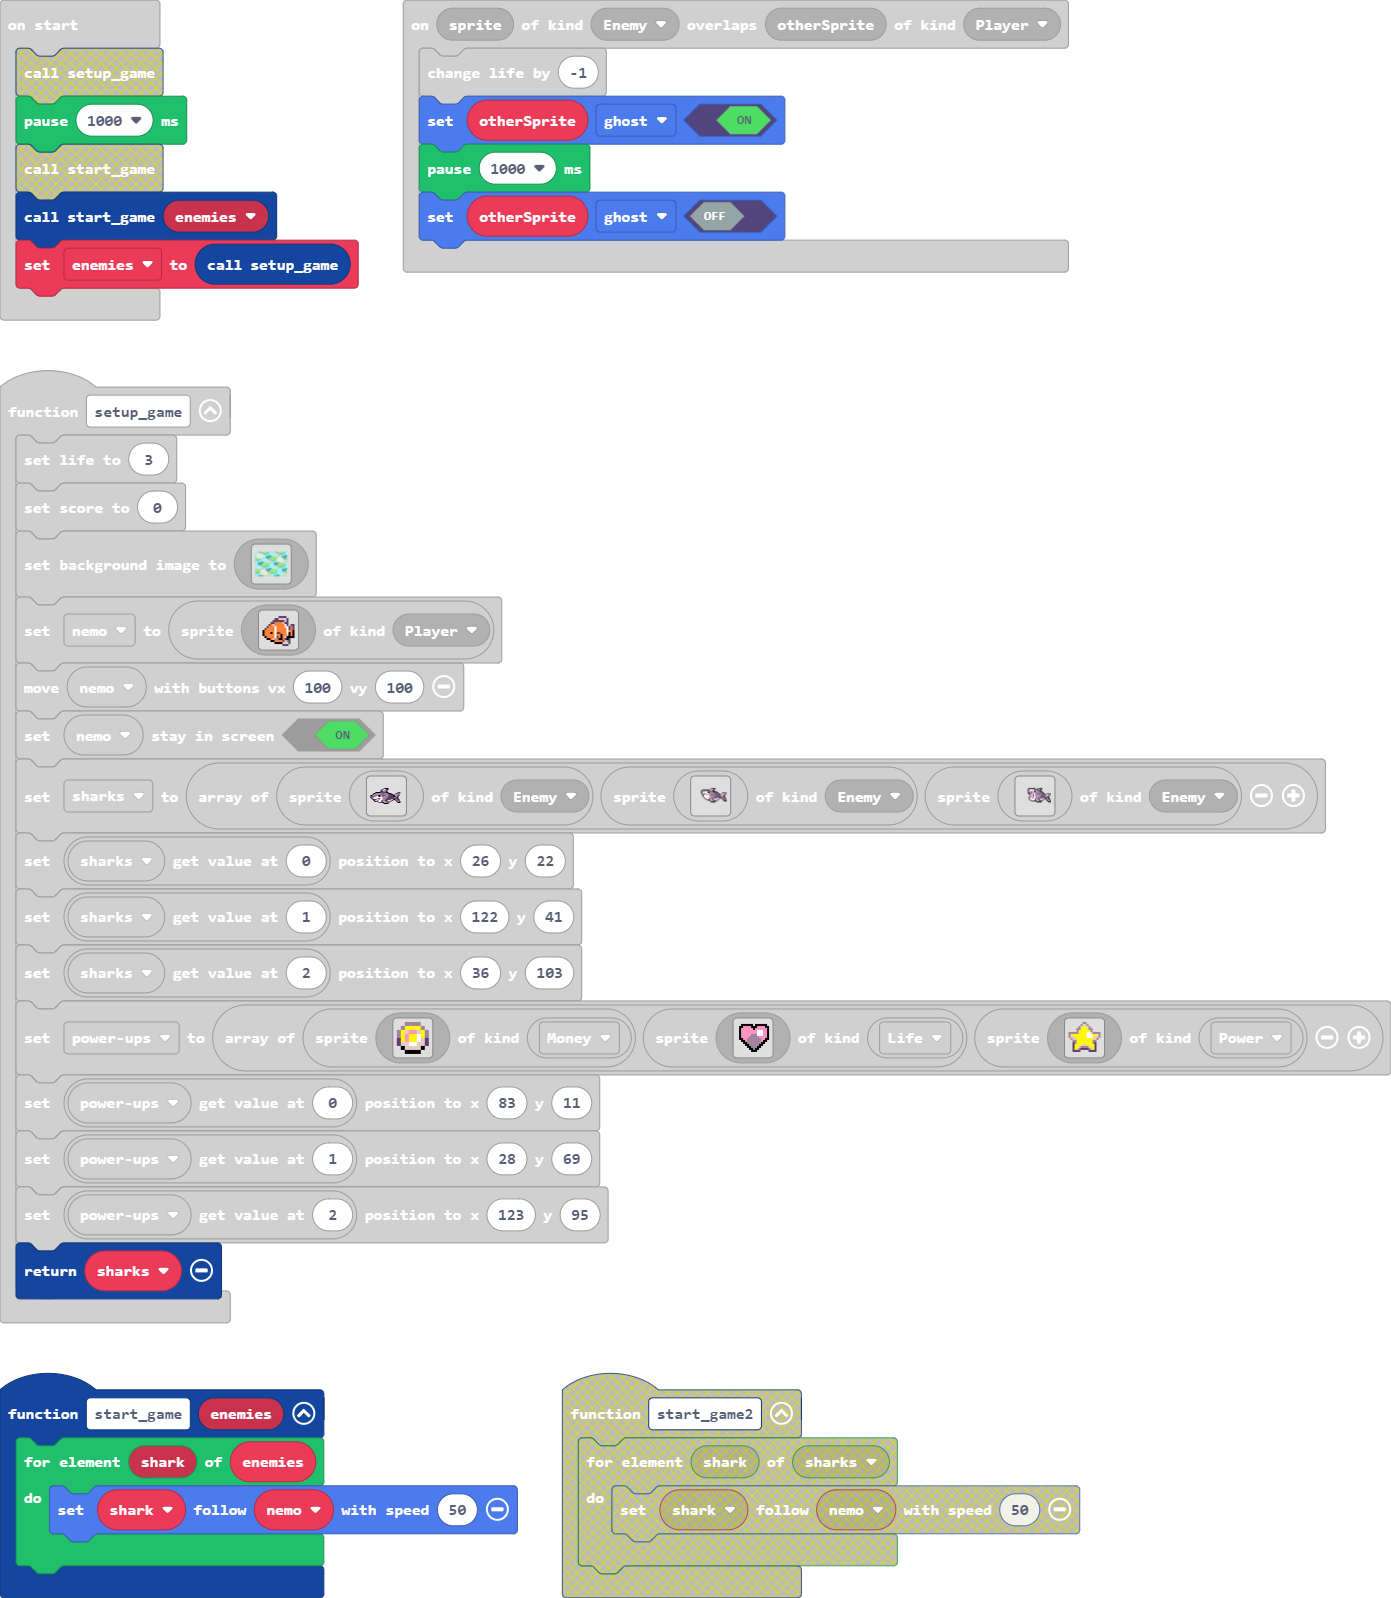 on start
call setup_game
pause 1000 ms
call start_game
call start_game enemies
set enemies to call setup_game
on sprite of kind Enemy overlaps otherSprite of kind Player
change life by -1
set otherSprite ghost ON
pause 1000 ms
set otherSprite ghost OFF
function setup_game
set life to 3
set score to 0
set background image to
set nemo to sprite of kind Player
move nemo with buttons vx 100 vy 100
set nemo stay in screen ON
set sharks to array of sprite of kind Enemy sprite of kind Enemy sprite of kind Enemy
set sharks get value at 0 position to x 26 y 22
set sharks get value at 1 position to x 122 y 41
set sharks get value at 2 position to x 36 y 103
set power-ups to array of sprite of kind Money sprite of kind Life sprite of kind Power
set power-ups get value at 0 position to x 83 y 11
set power-ups get value at 1 position to x 28 y 69
set power-ups get value at 2 position to x 123 y 95
return sharks
function start_game enemies
for element shark of enemies
do set shark follow nemo with speed 50
function start_game2
for element shark of sharks
do set shark follow nemo with speed 50